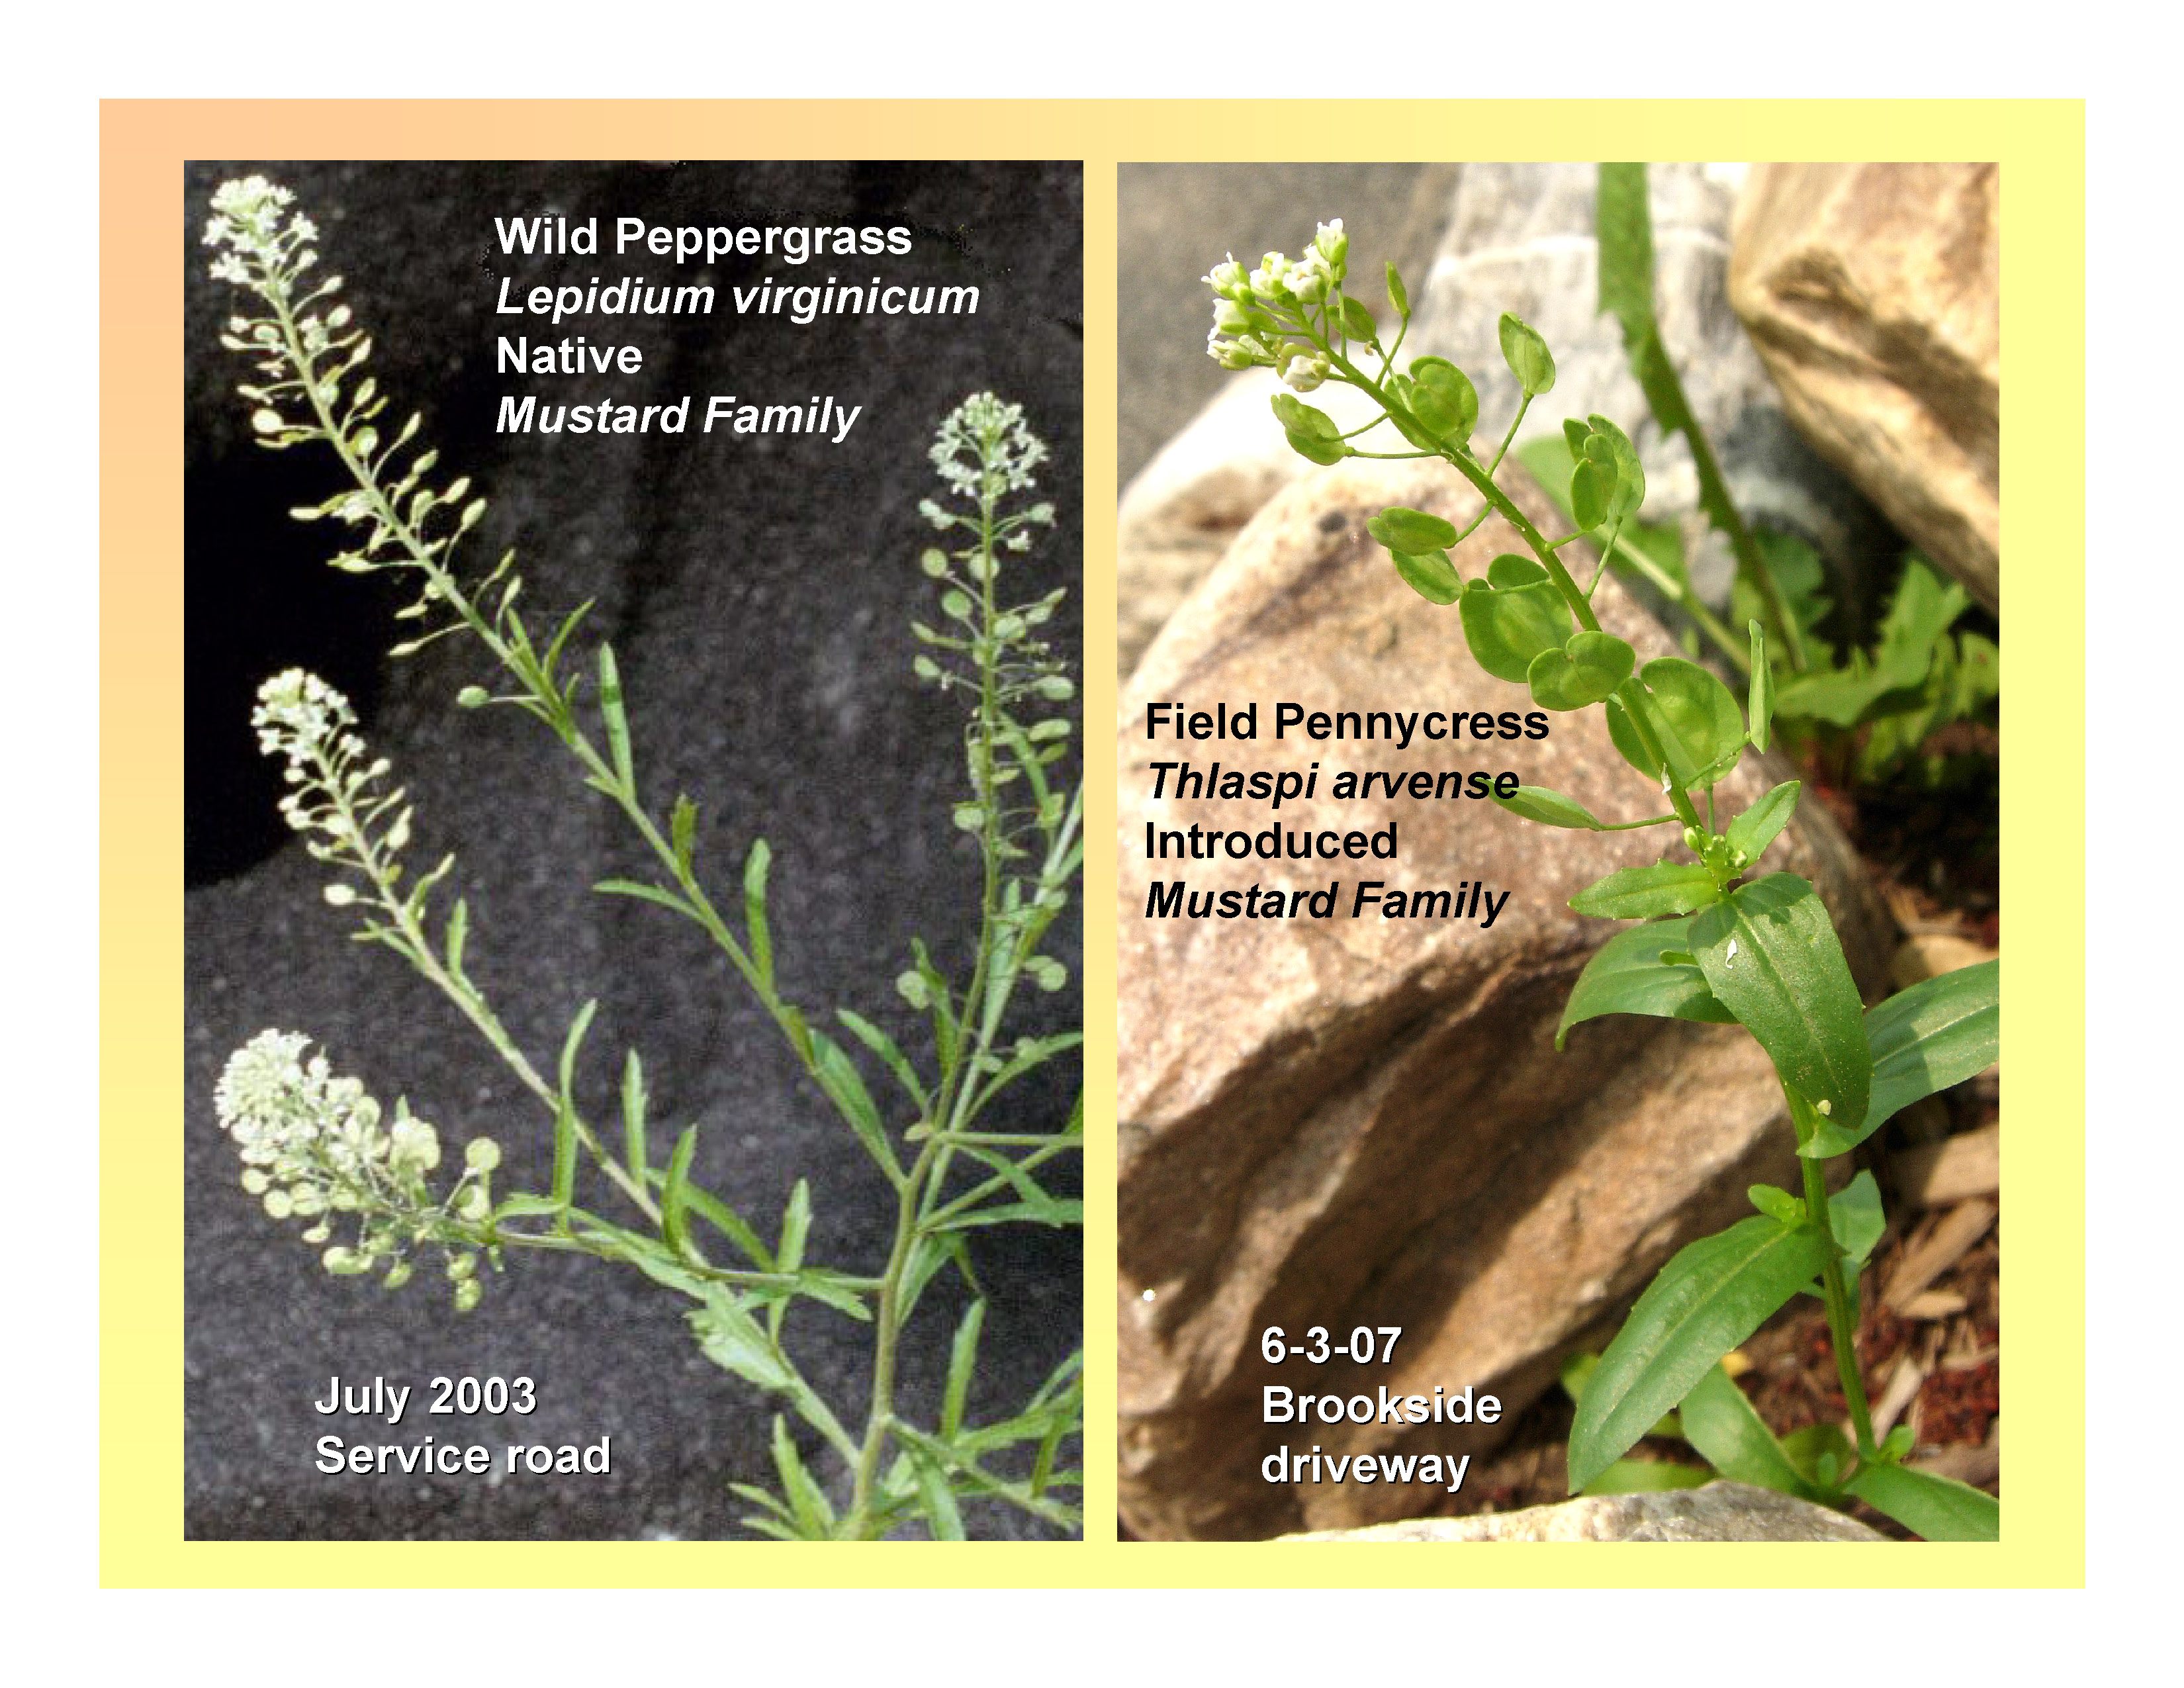 Wild Peppergrass
Lepidium virginicum
Native
Mustard Family
July 2003
Service road
Field Pennycress
Thlaspi arvense
Introduced
Mustard Family
6-3-07
Brookside
driveway